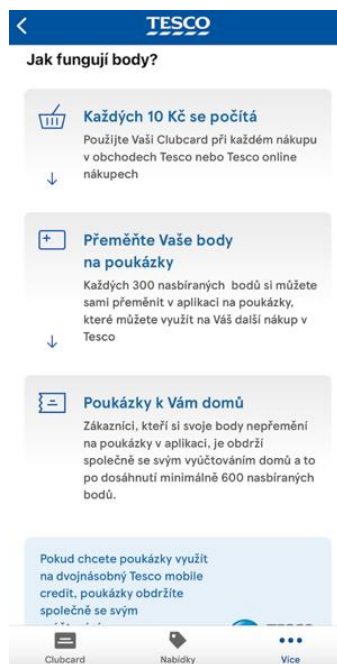 TESCO
Jak fungují body?
Každých 10 Kč se počítá
Použijte Vaši Clubcard při každém nákupu
v obchodech Tesco nebo Tesco online
nákupech
Přeměňte Vaše body
na poukázky
Každých 300 nasbíraných bodů si můžete
sami přeměnit v aplikaci na poukázky,
které můžete využít na Váš další nákup v
Tesco
Poukázky k Vám domů
Zákazníci, kteří si svoje body nepřemění
na poukázky v aplikaci, je obdrží
společně se svým vyúčtováním domů a to
po dosáhnutí minimálně 600 nasbíraných
bodů.
Pokud chcete poukázky využít
na dvojnásobný Tesco mobile
credit, poukázky obdržíte
společně se svým
Clubcard
Nabídky
Více